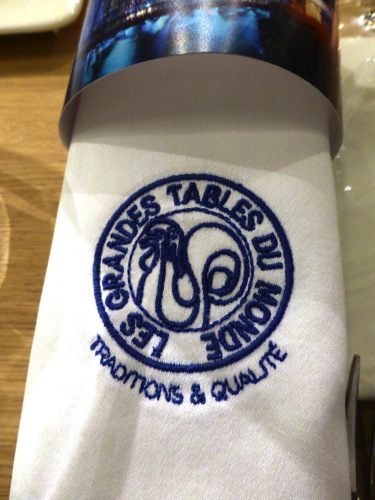 LES GRANDES TABLES DU MONDE
TRADITIONS & QUALITÉ